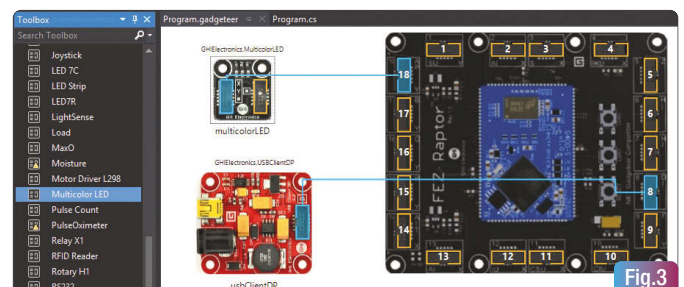 Toolbox
Program.gadgeteer
Program.cs
Search Toolbox
Joystick
LED 7C
LED Strip
LED7R
LightSense
Load
MaxO
Moisture
Motor Driver L298
Multicolor LED
Pulse Count
PulseOximeter
Relay X1
RFID Reader
Rotary H1
RS232
GHIElectronics.MulticolorLED
multicolorLED
GHIElectronics.USBClientDP
usbClientDP
1
2
3
4
18
5
17
6
16
7
15
8
14
9
13
12
11
10
FEZ Raptor
Fig.3